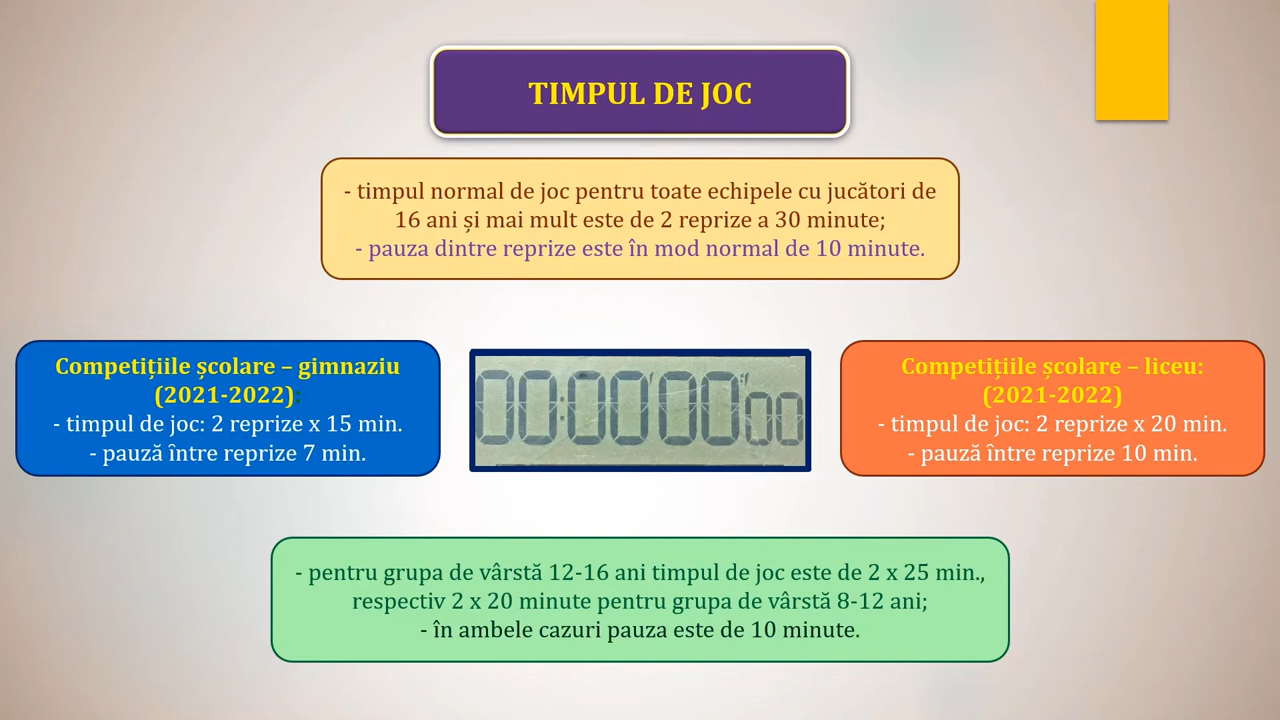 TIMPUL DE JOC
- timpul normal de joc pentru toate echipele cu jucători de
16 ani și mai mult este de 2 reprize a 30 minute;
- pauza dintre reprize este în mod normal de 10 minute.
Competițiile școlare – gimnaziu
(2021-2022):
- timpul de joc: 2 reprize x 15 min.
- pauză între reprize 7 min.
00:00'00"00
Competițiile școlare – liceu:
(2021-2022)
- timpul de joc: 2 reprize x 20 min.
- pauză între reprize 10 min.
- pentru grupa de vârstă 12-16 ani timpul de joc este de 2 x 25 min.,
respectiv 2 x 20 minute pentru grupa de vârstă 8-12 ani;
- în ambele cazuri pauza este de 10 minute.